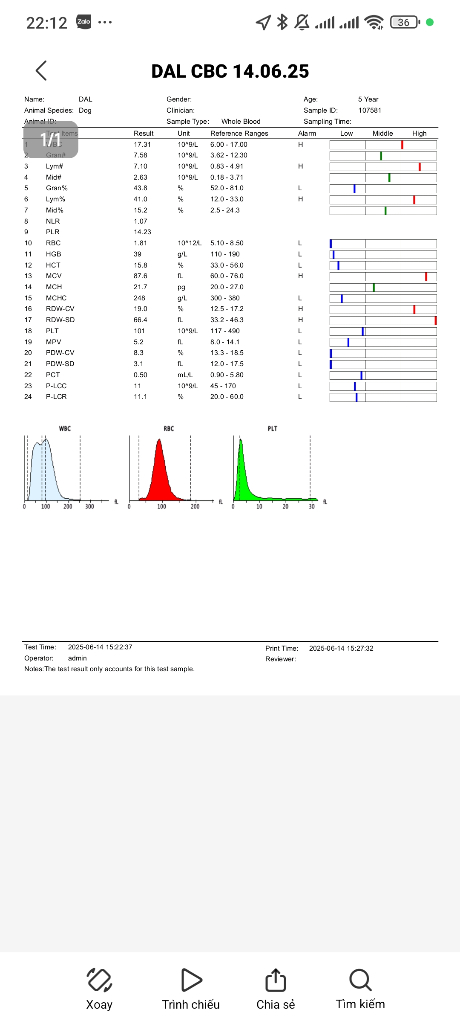 22:12 Zalo ··· 36
DAL CBC 14.06.25
Name: DAL Gender: Age: 5 Year
Animal Species: Dog Clinician: Sample ID: 107581
Animal ID: Sample Type: Whole Blood Sampling Time:
1/1
Result Unit Reference Ranges Alarm Low Middle High
1 17.31 10^9/L 6.00 - 17.00 H
2 Gran# 7.58 10^9/L 3.62 - 12.30
3 Lym# 7.10 10^9/L 0.83 - 4.91 H
4 Mid# 2.63 10^9/L 0.18 - 3.71
5 Gran% 43.8 % 52.0 - 81.0 L
6 Lym% 41.0 % 12.0 - 33.0 H
7 Mid% 15.2 % 2.5 - 24.3
8 NLR 1.07
9 PLR 14.23
10 RBC 1.81 10^12/L 5.10 - 8.50 L
11 HGB 39 g/L 110 - 190 L
12 HCT 15.8 % 33.0 - 56.0 L
13 MCV 87.6 fL 60.0 - 76.0 H
14 MCH 21.7 pg 20.0 - 27.0
15 MCHC 248 g/L 300 - 380 L
16 RDW-CV 19.0 % 12.5 - 17.2 H
17 RDW-SD 66.4 fL 33.2 - 46.3 H
18 PLT 101 10^9/L 117 - 490 L
19 MPV 5.2 fL 8.0 - 14.1 L
20 PDW-CV 8.3 % 13.3 - 18.5 L
21 PDW-SD 3.1 fL 12.0 - 17.5 L
22 PCT 0.50 mL/L 0.90 - 5.80 L
23 P-LCC 11 10^9/L 45 - 170 L
24 P-LCR 11.1 % 20.0 - 60.0 L
WBC RBC PLT
0 100 200 300 fL 0 100 200 fL 0 10 20 30 fL
Test Time: 2025-06-14 15:22:37 Print Time: 2025-06-14 15:27:32
Operator: admin Reviewer:
Notes:The test result only accounts for this test sample.
Xoay Trình chiếu Chia sẻ Tìm kiếm